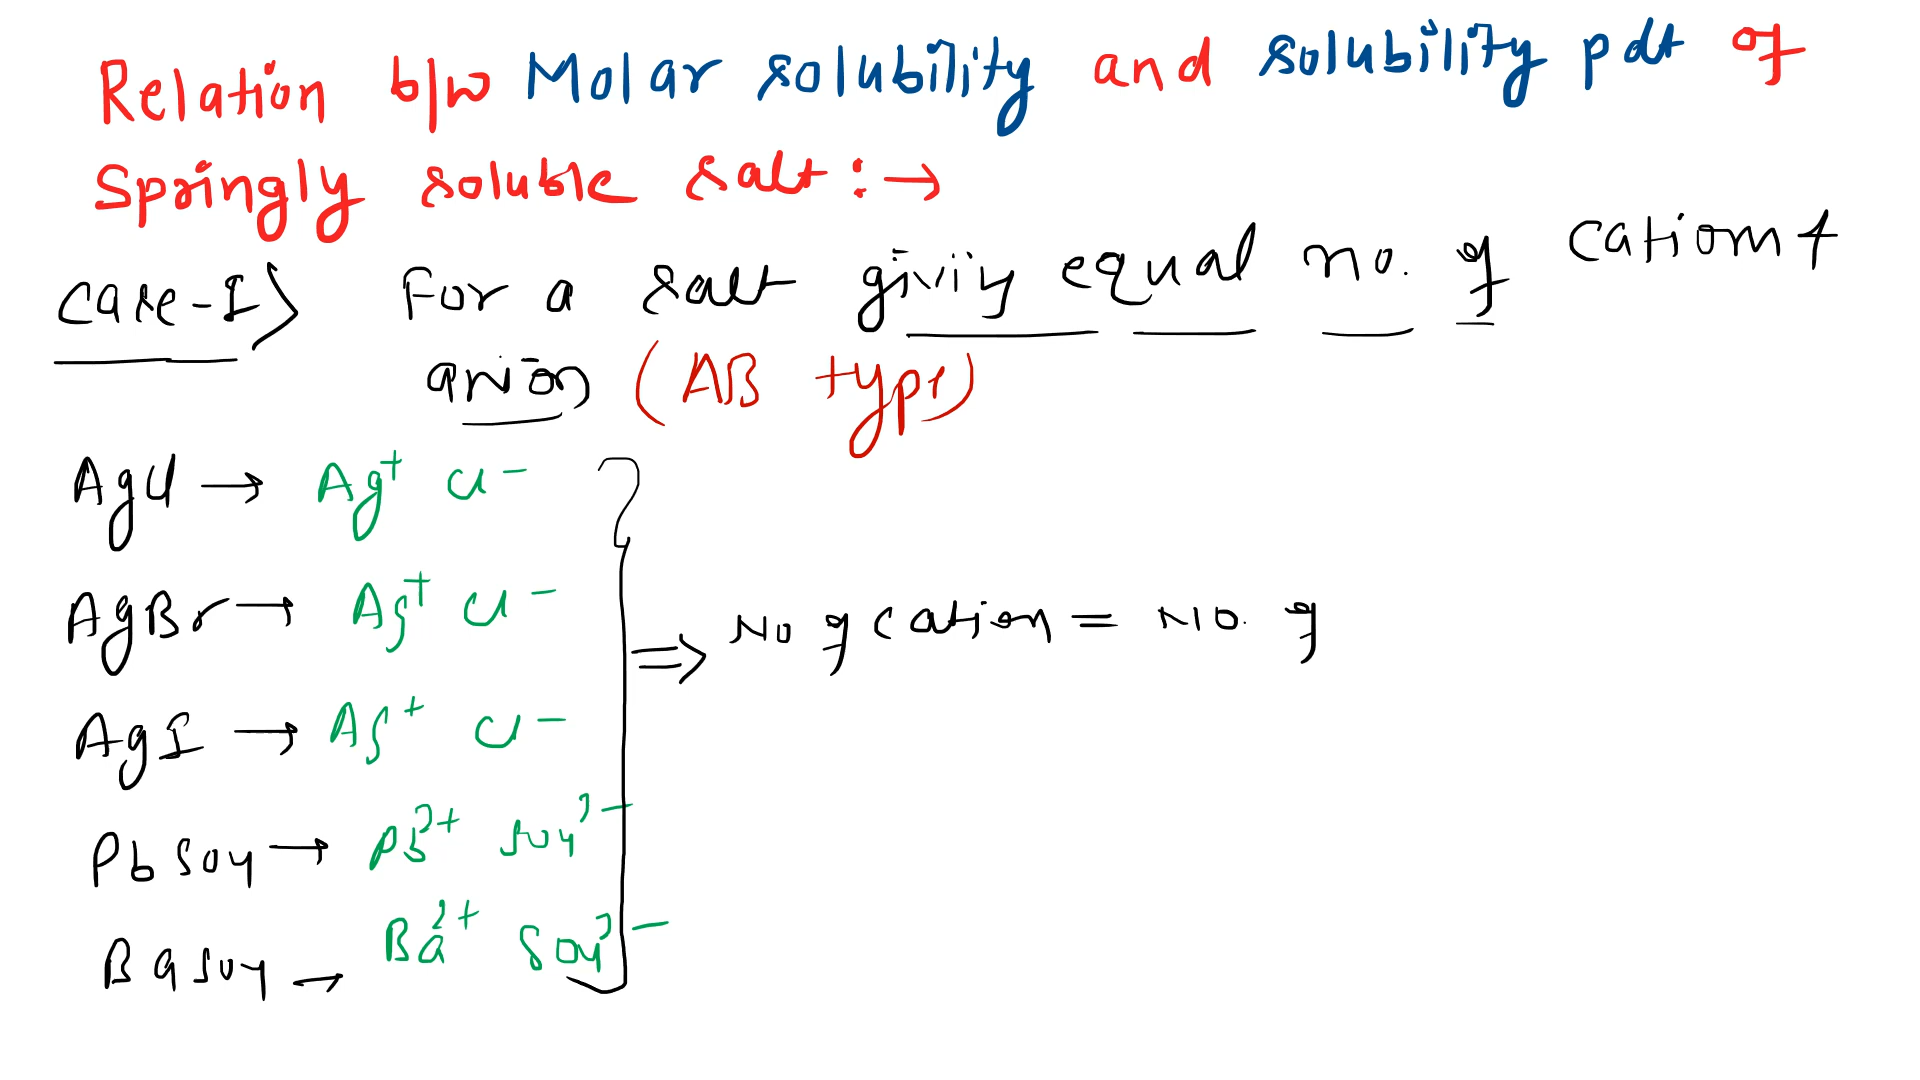 Relation b/w Molar solubility and solubility pdt of
Springly soluble salt :→
Case-I) For a salt giving equal no. of cation +
anion (AB type)
AgCl → Ag⁺ Cl⁻
AgBr → Ag⁺ Cl⁻
AgI → Ag⁺ Cl⁻
PbSO4 → Pb²⁺ SO4²⁻
BaSO4 → Ba²⁺ SO4²⁻
⇒ No of cation = No. of